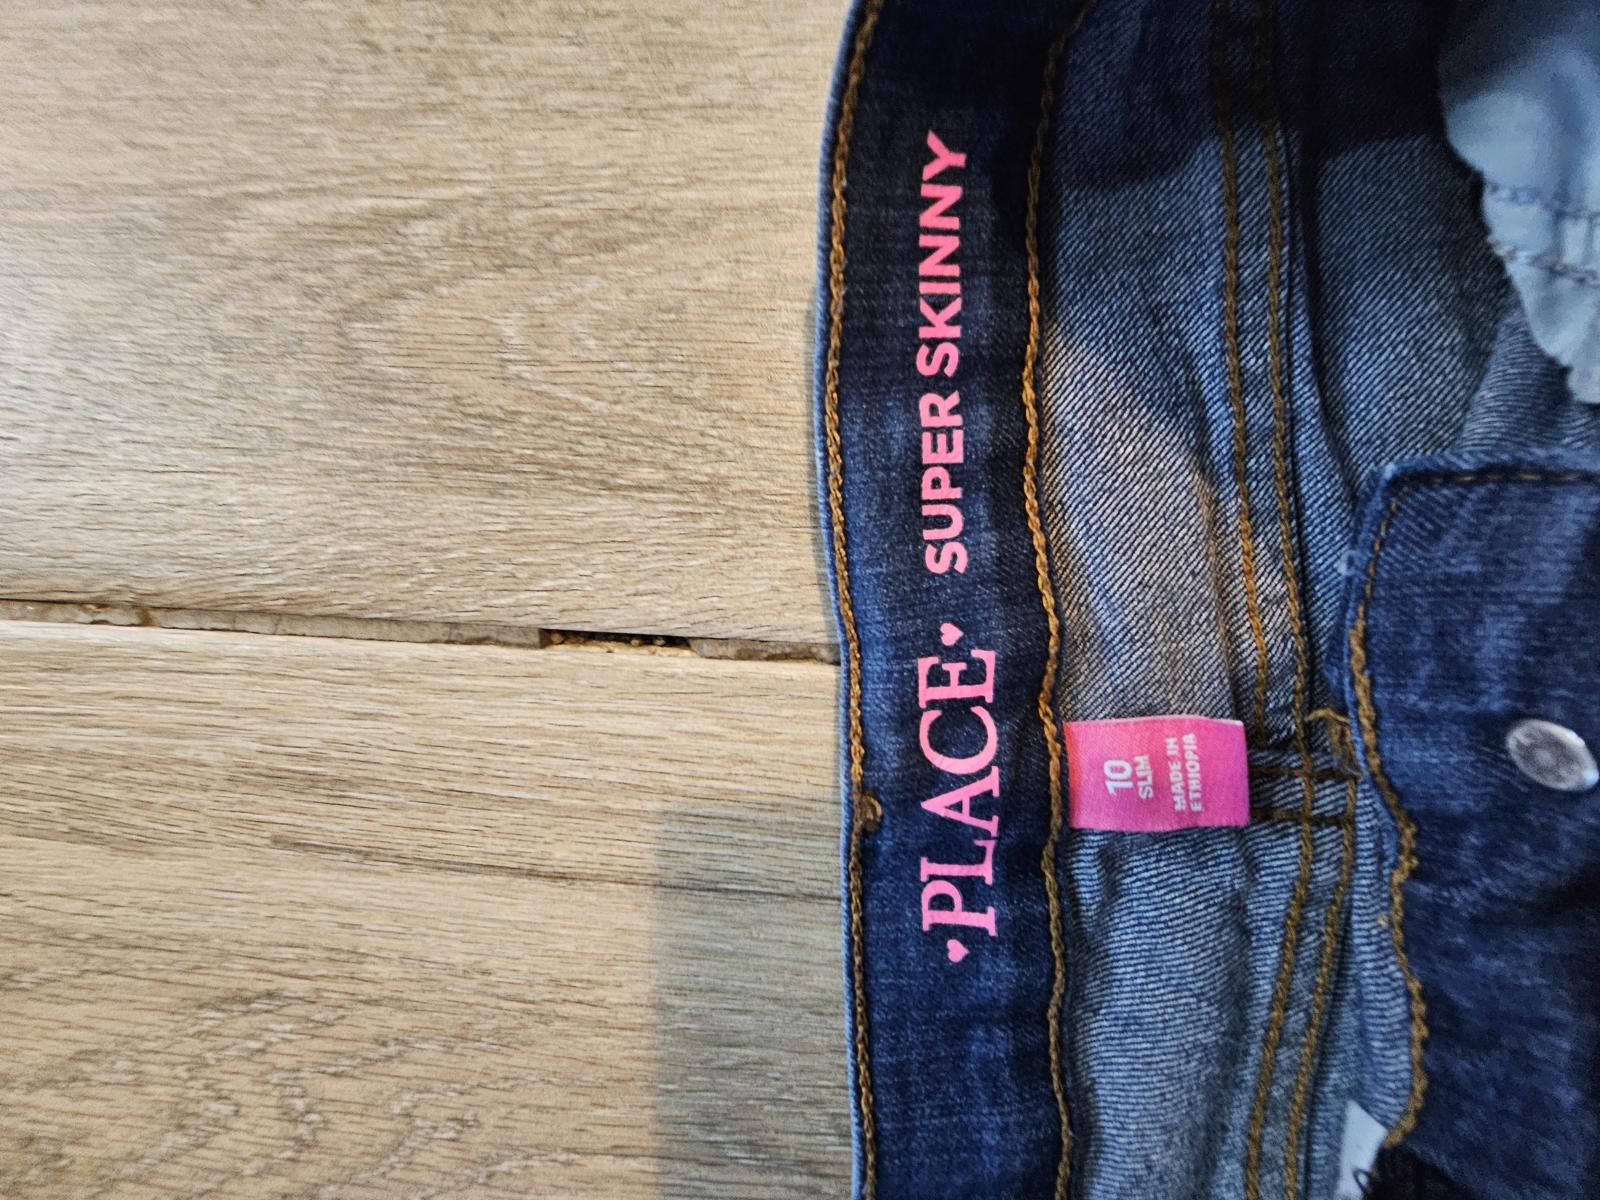 ♥PLACE♥ SUPER SKINNY
10
SLIM
MADE IN
ETHIOPIA